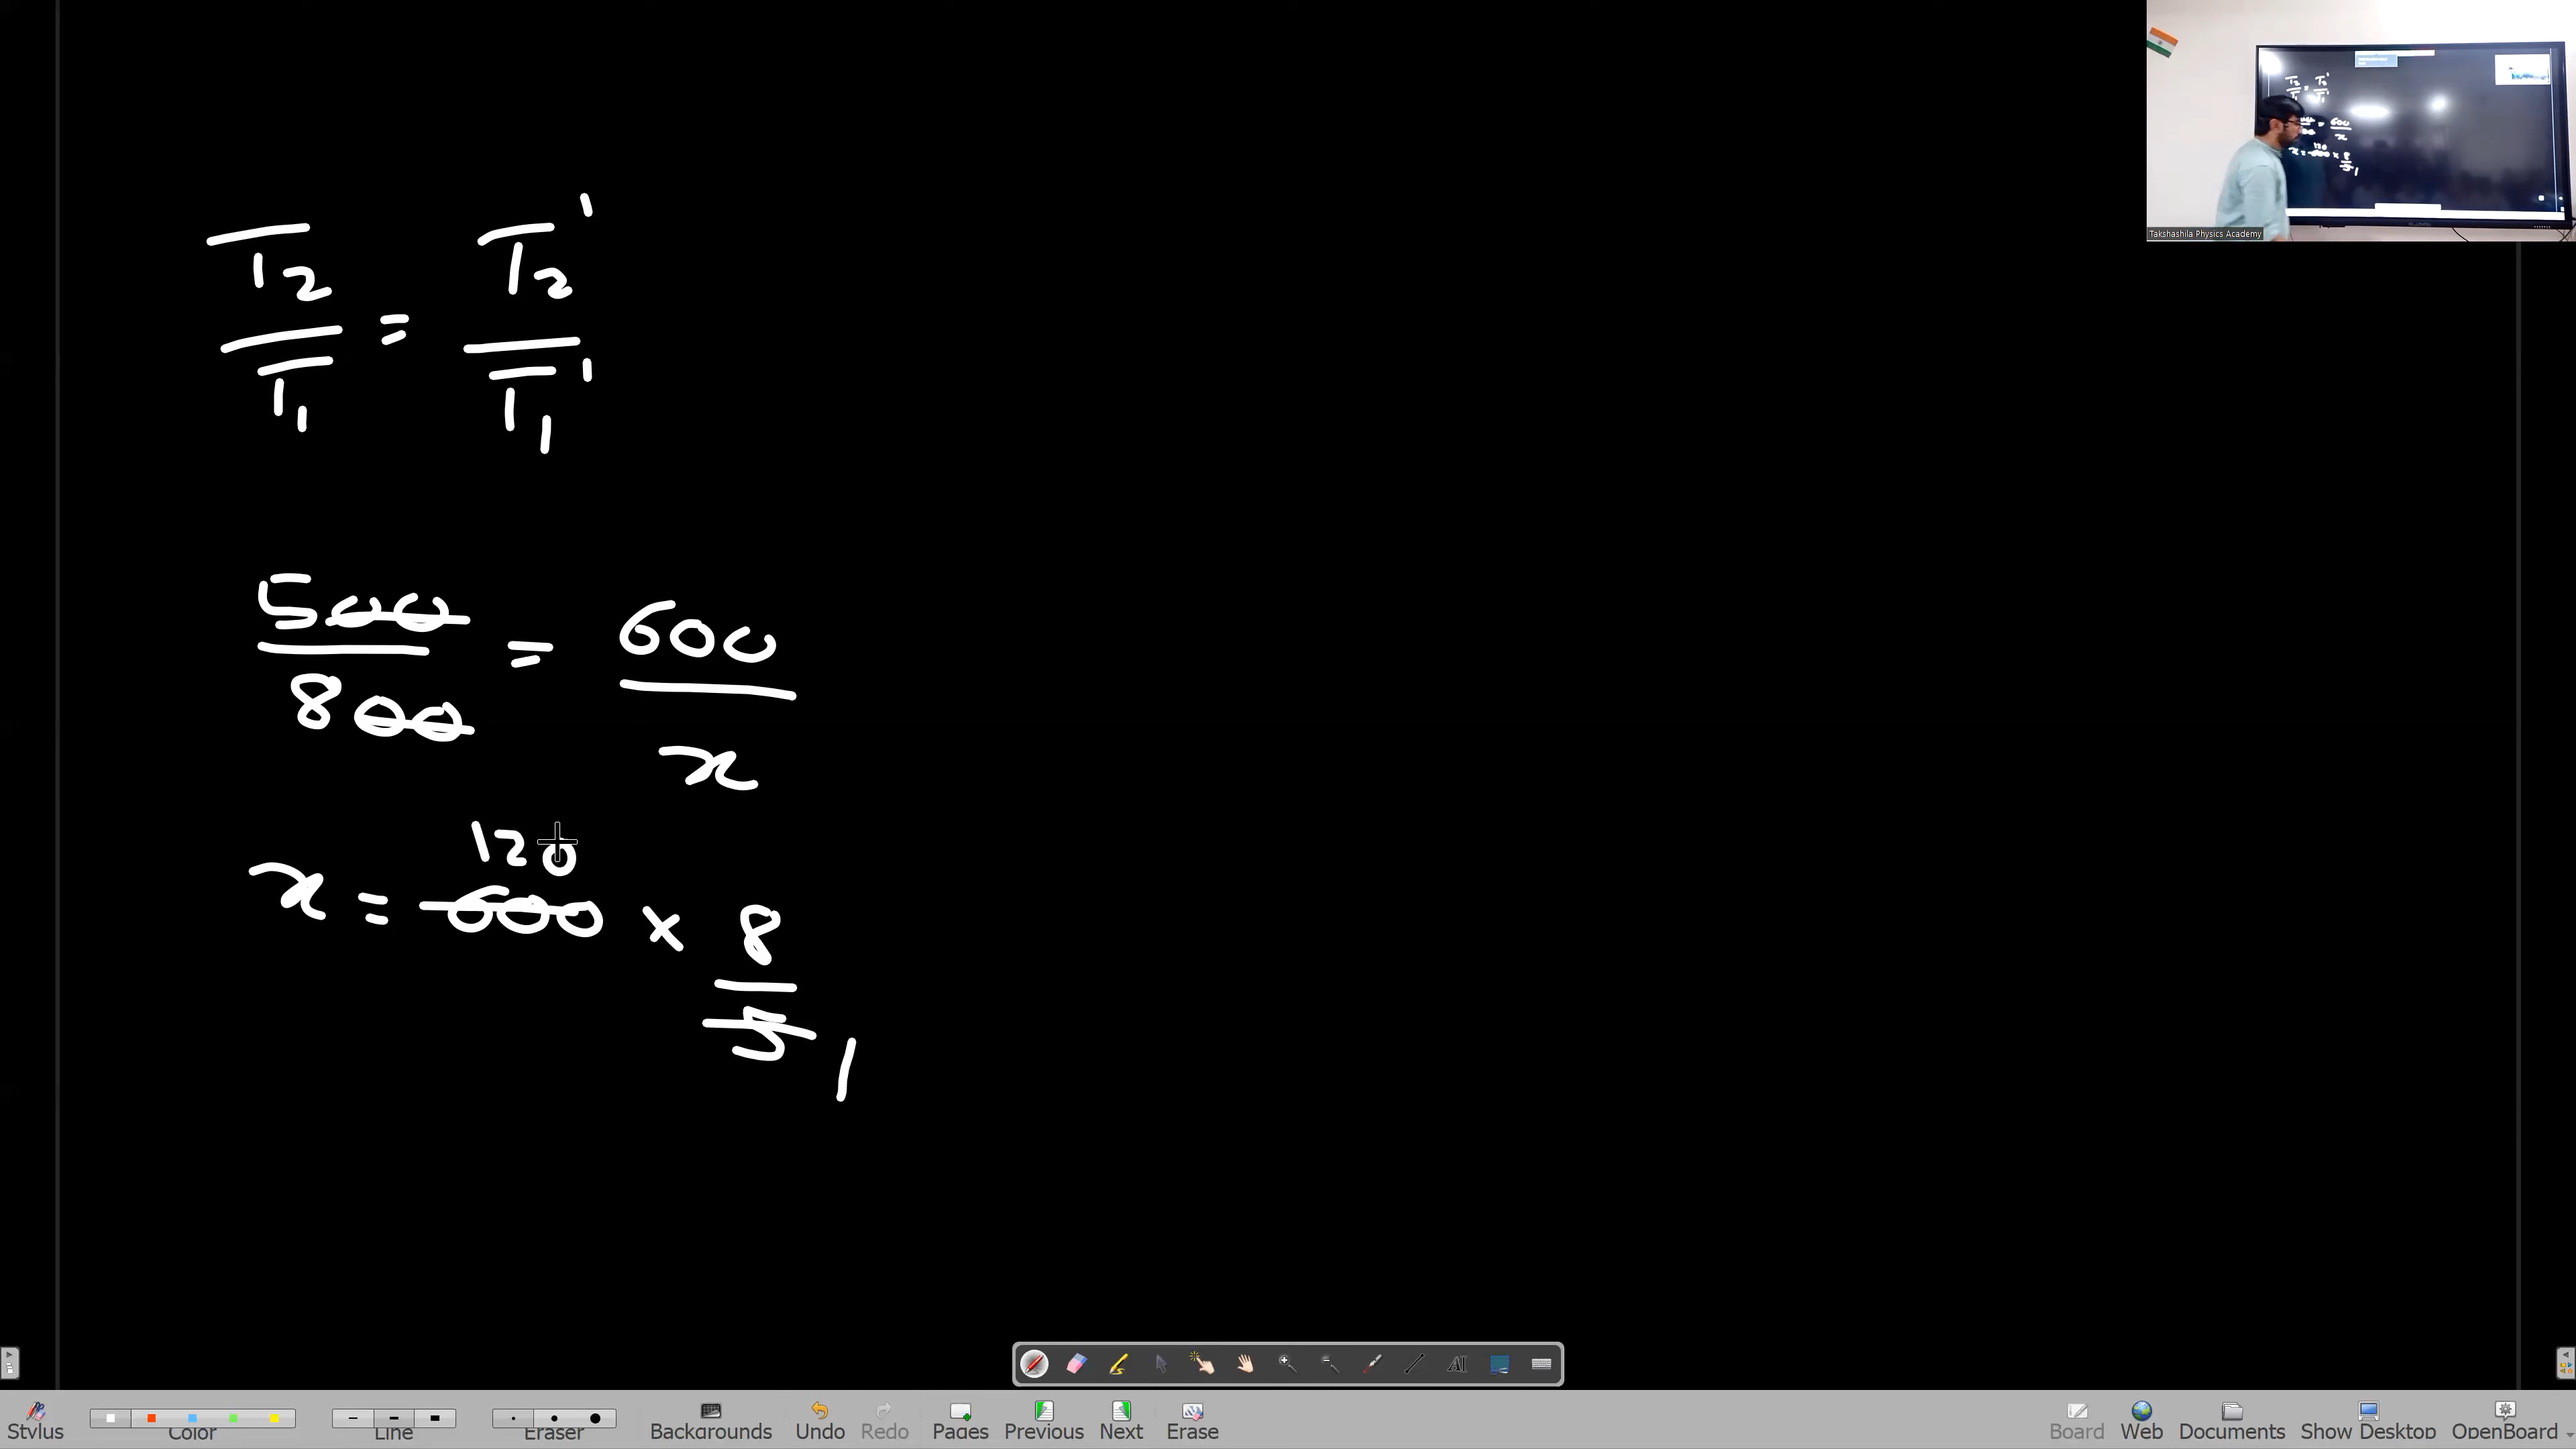 T₂/T₁ = T₂'/T₁'
500/800 = 600/x
120
x = 600 × 8/5 1
Takshashila Physics Academy
Stylus Color Line Eraser Backgrounds Undo Redo Pages Previous Next Erase Board Web Documents Show Desktop OpenBoard